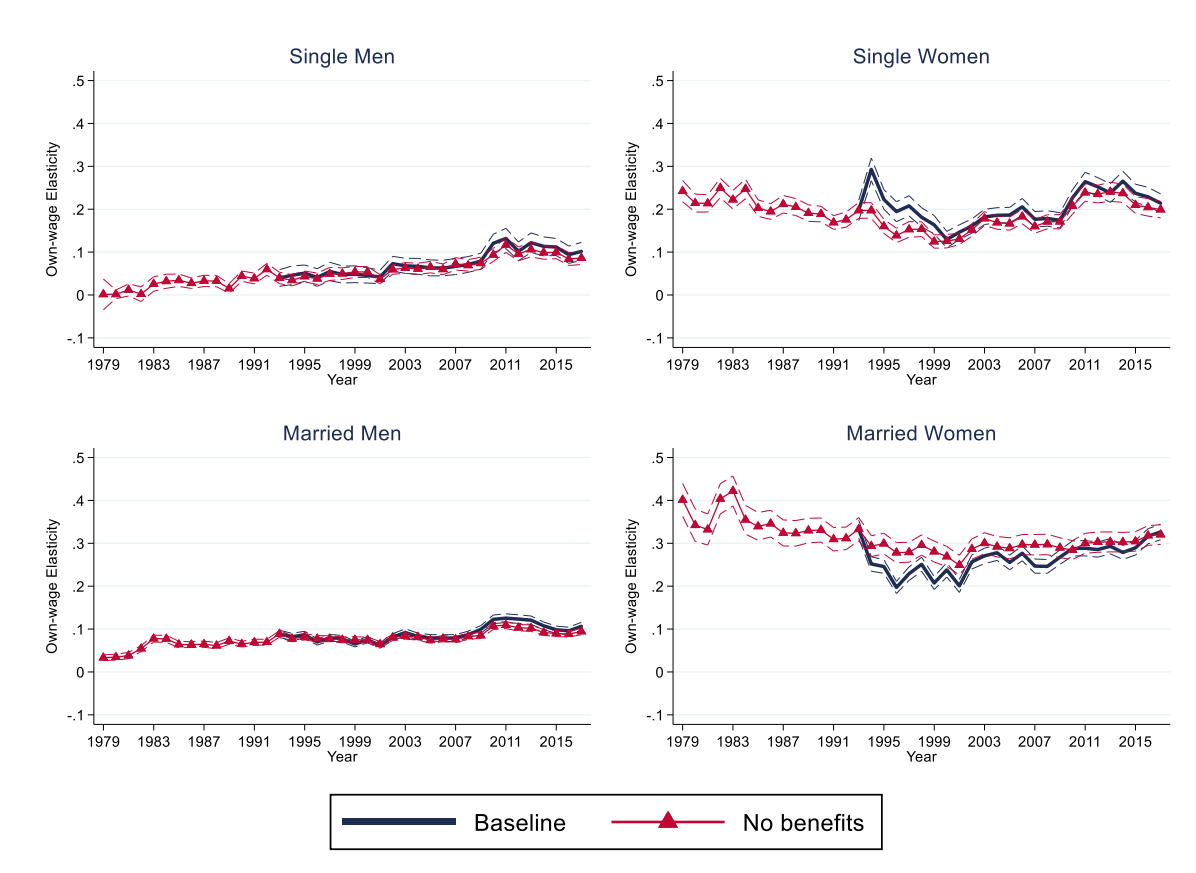 Single Men
Own-wage Elasticity
.5
.4
.3
.2
.1
0
-.1
1979 1983 1987 1991 1995 1999 2003 2007 2011 2015
Year
Single Women
Own-wage Elasticity
.5
.4
.3
.2
.1
0
-.1
1979 1983 1987 1991 1995 1999 2003 2007 2011 2015
Year
Married Men
Own-wage Elasticity
.5
.4
.3
.2
.1
0
-.1
1979 1983 1987 1991 1995 1999 2003 2007 2011 2015
Year
Married Women
Own-wage Elasticity
.5
.4
.3
.2
.1
0
-.1
1979 1983 1987 1991 1995 1999 2003 2007 2011 2015
Year
Baseline No benefits